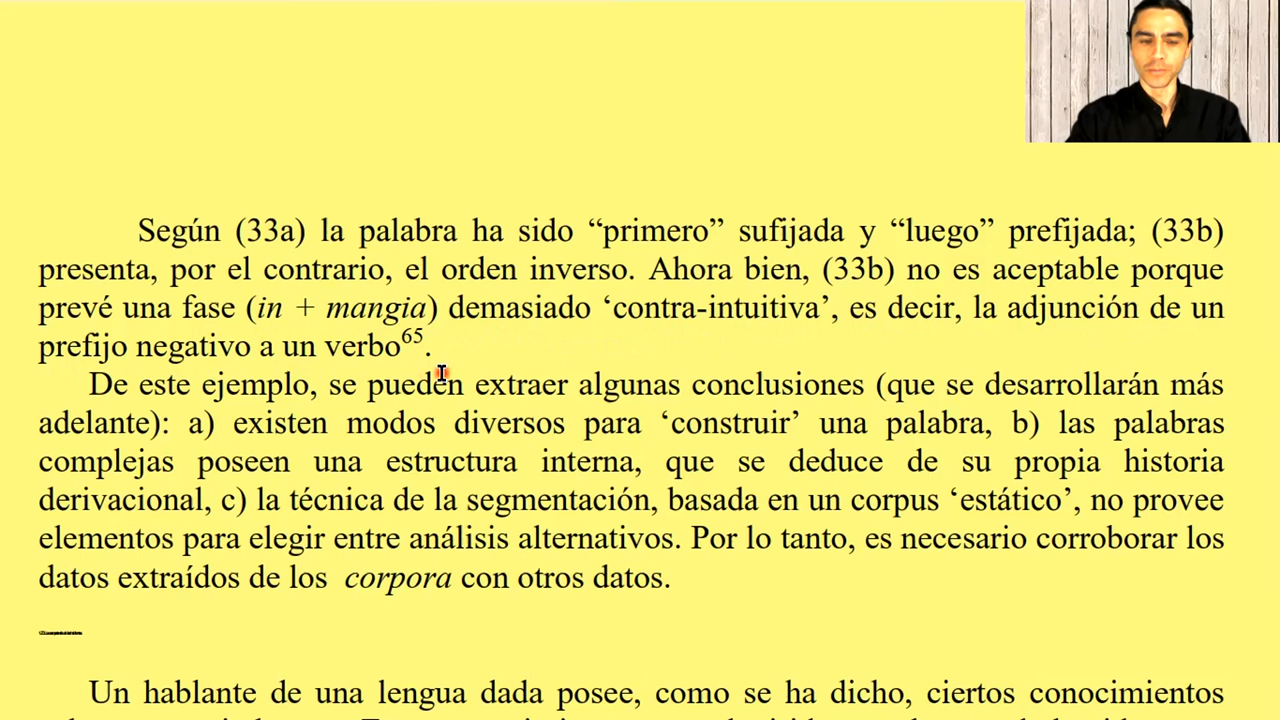 Según (33a) la palabra ha sido “primero” sufijada y “luego” prefijada; (33b)
presenta, por el contrario, el orden inverso. Ahora bien, (33b) no es aceptable porque
prevé una fase (in + mangia) demasiado ‘contra-intuitiva’, es decir, la adjunción de un
prefijo negativo a un verbo65.
De este ejemplo, se pueden extraer algunas conclusiones (que se desarrollarán más
adelante): a) existen modos diversos para ‘construir’ una palabra, b) las palabras
complejas poseen una estructura interna, que se deduce de su propia historia
derivacional, c) la técnica de la segmentación, basada en un corpus ‘estático’, no provee
elementos para elegir entre análisis alternativos. Por lo tanto, es necesario corroborar los
datos extraídos de los corpora con otros datos.
Un hablante de una lengua dada posee, como se ha dicho, ciertos conocimientos